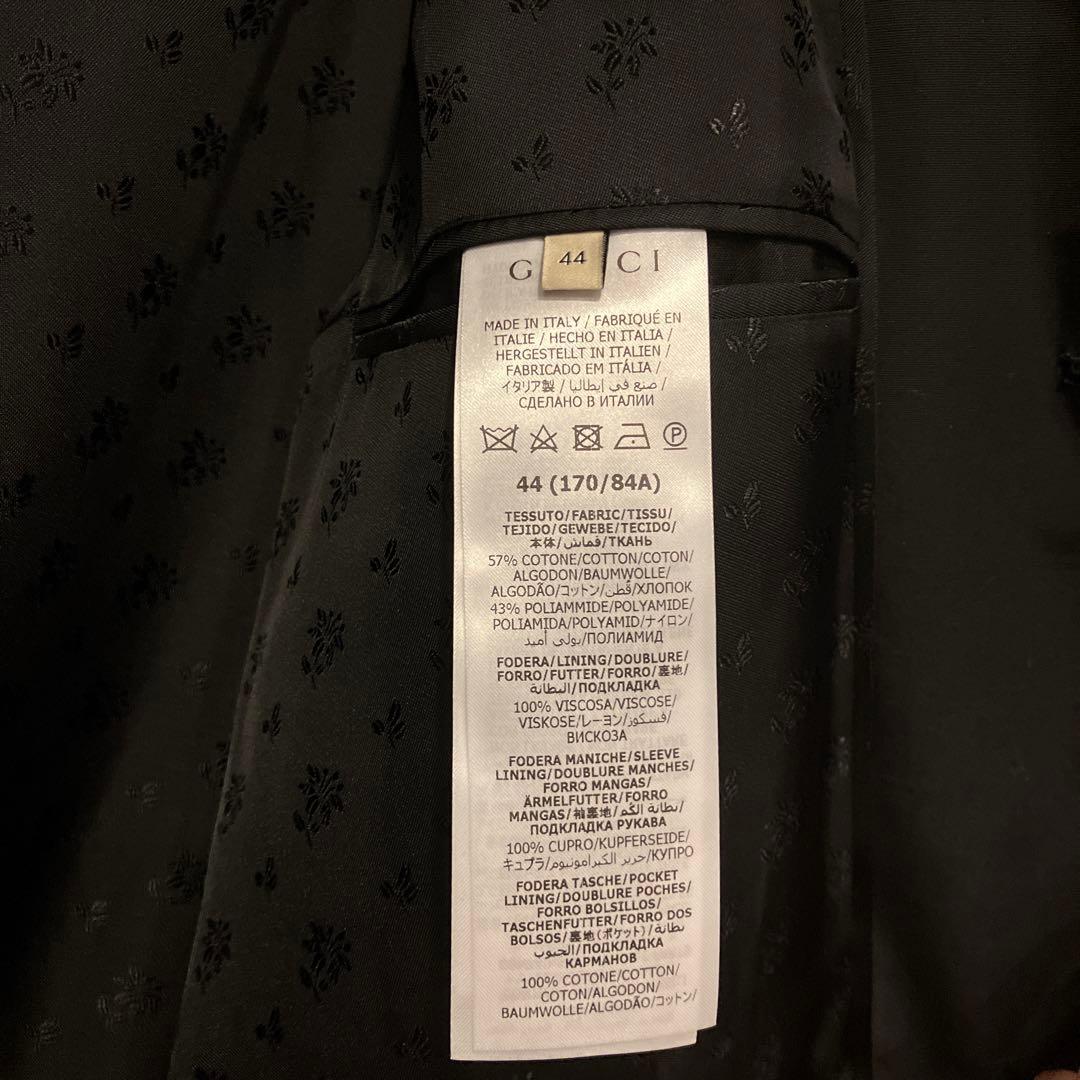 G 44 CI
MADE IN ITALY / FABRIQUÉ EN
ITALIE / HECHO EN ITALIA /
HERGESTELLT IN ITALIEN /
FABRICADO EM ITÁLIA /
イタリア製 / صنع في إيطاليا /
СДЕЛАНО В ИТАЛИИ
P
44 (170/84A)
TESSUTO/FABRIC/TISSU/
TEJIDO/GEWEBE/TECIDO/
本体/قماش/ТКАНЬ
57% COTONE/COTTON/COTON/
ALGODON/BAUMWOLLE/
ALGODÃO/コットン/قطن/ХЛОПОК
43% POLIAMMIDE/POLYAMIDE/
POLIAMIDA/POLYAMID/ナイロン/
بولي أميد/ПОЛИАМИД
FODERA/LINING/DOUBLURE/
FORRO/FUTTER/FORRO/裏地/
البطانة/ПОДКЛАДКА
100% VISCOSA/VISCOSE/
VISKOSE/レーヨン/فسكوز/
ВИСКОЗА
FODERA MANICHE/SLEEVE
LINING/DOUBLURE MANCHES/
FORRO MANGAS/
ÄRMELFUTTER/FORRO
MANGAS/袖裏地/بطانة الكم/
ПОДКЛАДКА РУКАВА
100% CUPRO/KUPFERSEIDE/
キュプラ/حرير الكبرامونيوم/КУПРО
FODERA TASCHE/POCKET
LINING/DOUBLURE POCHES/
FORRO BOLSILLOS/
TASCHENFUTTER/FORRO DOS
BOLSOS/裏地(ポケット)/بطانة
الجيوب/ПОДКЛАДКА
КАРМАНОВ
100% COTONE/COTTON/
COTON/ALGODON/
BAUMWOLLE/ALGODÃO/コットン/